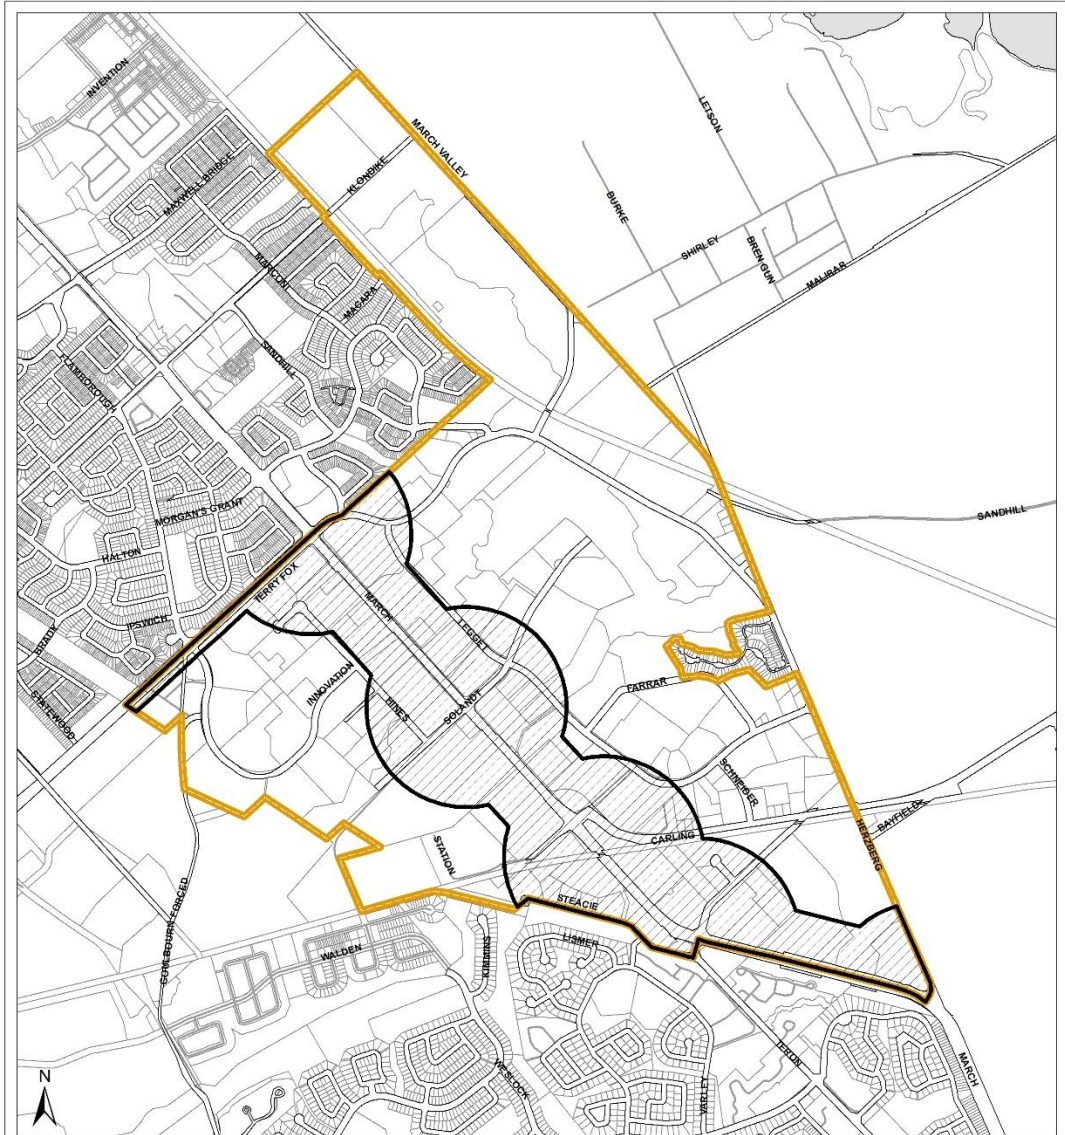 INVENTION
LETSON
MARCH VALLEY
MAXWELL BRIDGE
KLONDIKE
BURKE
SHIRLEY
BREN GUN
MALIBAR
MARCONI
MAGARA
SANDHILL
FLAMBOROUGH
MORGAN'S GRANT
SANDHILL
HALTON
TERRY FOX
MARCH
IPSWICH
BRADY
LEGGET
INNOVATION
FARRAR
STATEWOOD
HINES
SOLANDT
SCHNEIDER
BAYFIELD
CARLING
HERZBERG
STATION
GOULBOURN FORCED
STEACIE
LISMER
WALDEN
KIMMINS
TERON
MARCH
WESLOCK
VARLEY
N